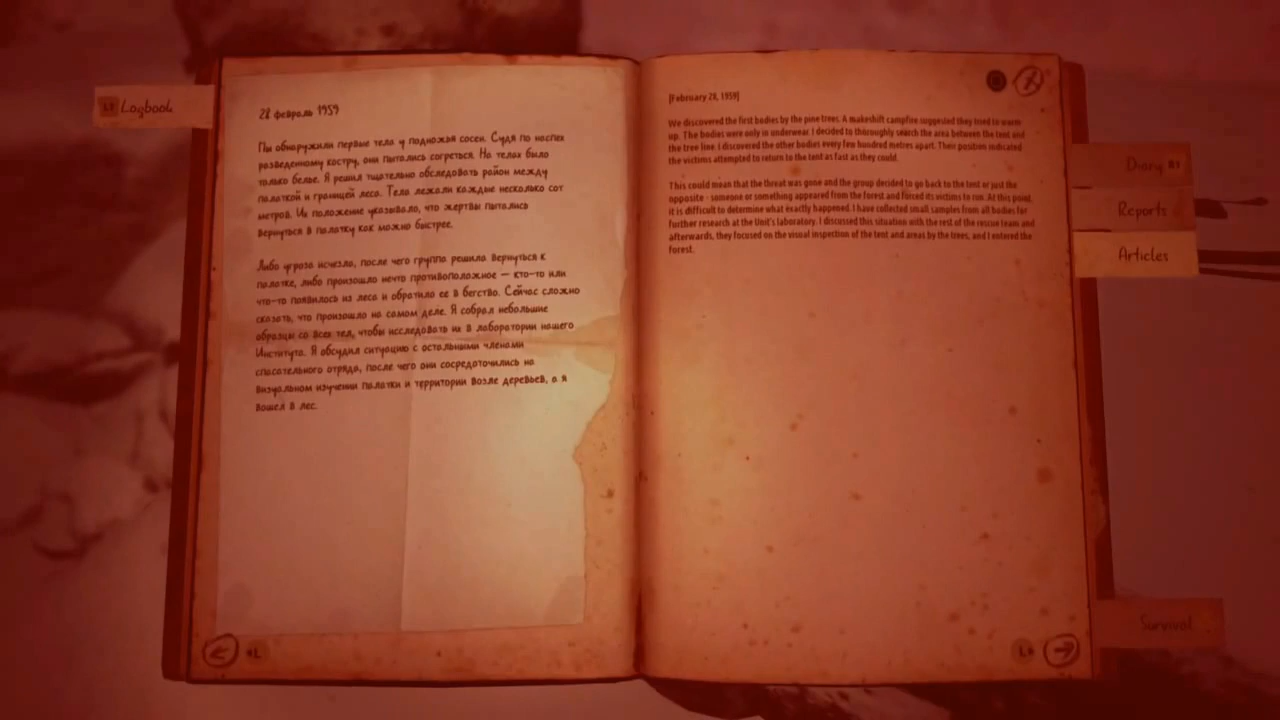 Logbook
28 февраль 1959
Мы обнаружили первые тела у подножья сосен. Судя по наспех
разведенному костру, они пытались согреться. На телах было
только белье. Я решил тщательно обследовать район между
палаткой и границей леса. Тела лежали каждые несколько сот
метров. Их положение указывало, что жертвы пытались
вернуться в палатку как можно быстрее.
Либо угроза исчезла, после чего группа решила вернуться к
палатке, либо произошло нечто противоположное — кто-то или
что-то появилось из леса и обратило ее в бегство. Сейчас сложно
сказать, что произошло на самом деле. Я собрал небольшие
образцы со всех тел, чтобы исследовать их в лаборатории нашего
Института. Я обсудил ситуацию с остальными членами
спасательного отряда, после чего они сосредоточились на
визуальном изучении палатки и территории возле деревьев, а я
вошел в лес.
[February 28, 1959]
We discovered the first bodies by the pine trees. A makeshift campfire suggested they tried to warm
up. The bodies were only in underwear. I decided to thoroughly search the area between the tent and
the tree line. I discovered the other bodies every few hundred metres apart. Their position indicated
the victims attempted to return to the tent as fast as they could.
This could mean that the threat was gone and the group decided to go back to the tent or just the
opposite - someone or something appeared from the forest and forced its victims to run. At this point,
it is difficult to determine what exactly happened. I have collected small samples from all bodies for
further research at the Unit's laboratory. I discussed this situation with the rest of the rescue team and
afterwards, they focused on the visual inspection of the tent and areas by the trees, and I entered the
forest.
Diary
Reports
Articles
Survival